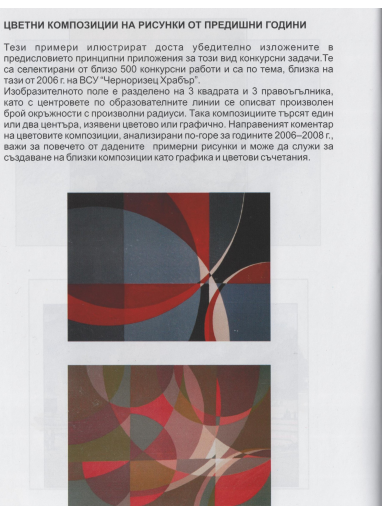 ЦВЕТНИ КОМПОЗИЦИИ НА РИСУНКИ ОТ ПРЕДИШНИ ГОДИНИ
Тези примери илюстрират доста убедително изложените в
предисловието принципни приложения за този вид конкурсни задачи.Те
са селектирани от близо 500 конкурсни работи и са по тема, близка на
тази от 2006 г. на ВСУ “Черноризец Храбър”.
Изобразителното поле е разделено на 3 квадрата и 3 правоъгълника,
като с центровете по образователните линии се описват произволен
брой окръжности с произволни радиуси. Така композициите търсят един
или два центъра, изявени цветово или графично. Направеният коментар
на цветовите композиции, анализирани по-горе за годините 2006–2008 г.,
важи за повечето от дадените примерни рисунки и може да служи за
създаване на близки композиции като графика и цветови съчетания.